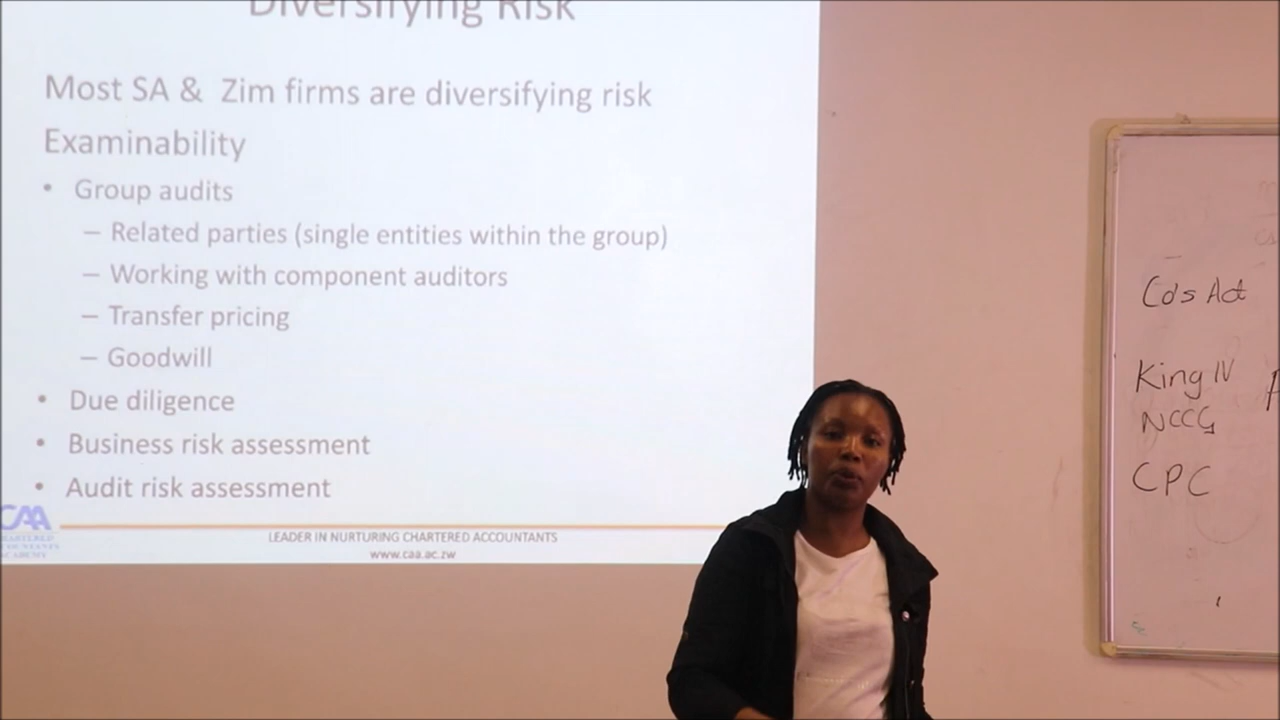 Diversifying Risk
Most SA & Zim firms are diversifying risk
Examinability
• Group audits
– Related parties (single entities within the group)
– Working with component auditors
– Transfer pricing
– Goodwill
• Due diligence
• Business risk assessment
• Audit risk assessment
CAA
LEADER IN NURTURING CHARTERED ACCOUNTANTS
www.caa.ac.zw
Co's Act
King IV
NCCG
CPC